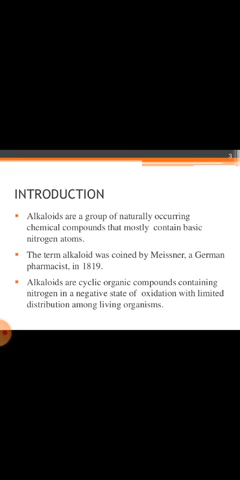 3
INTRODUCTION
▪ Alkaloids are a group of naturally occurring
chemical compounds that mostly contain basic
nitrogen atoms.
▪ The term alkaloid was coined by Meissner, a German
pharmacist, in 1819.
▪ Alkaloids are cyclic organic compounds containing
nitrogen in a negative state of oxidation with limited
distribution among living organisms.